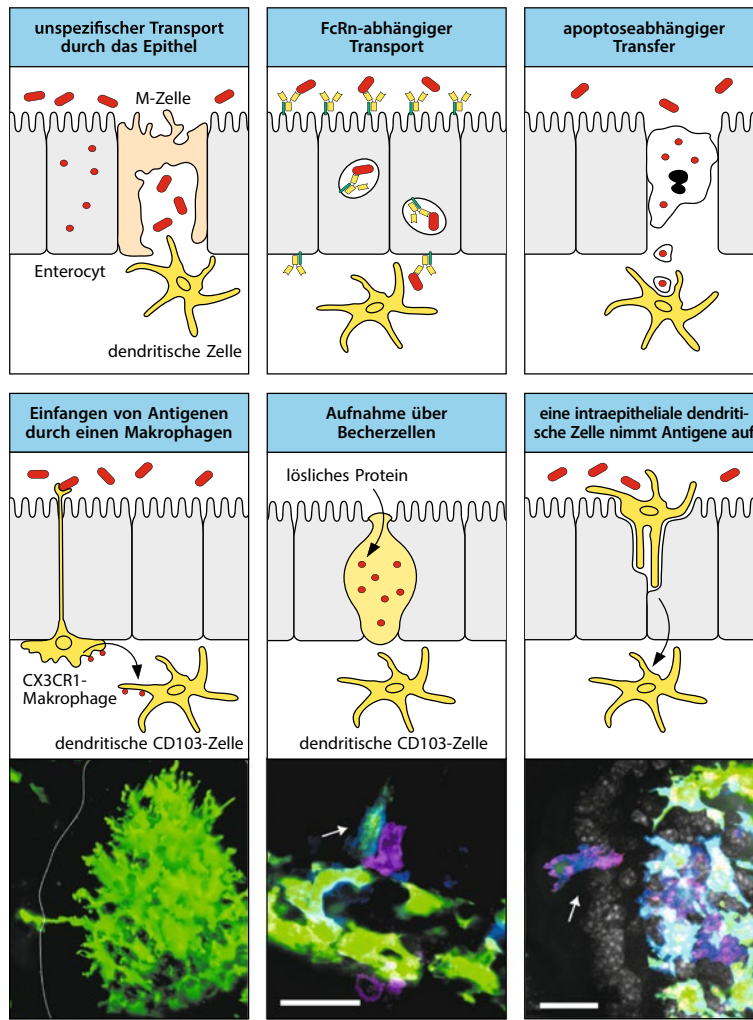 unspezifischer Transport
durch das Epithel
M-Zelle
Enterocyt
dendritische Zelle
FcRn-abhängiger
Transport
apoptoseabhängiger
Transfer
Einfangen von Antigenen
durch einen Makrophagen
CX3CR1-
Makrophage
dendritische CD103-Zelle
Aufnahme über
Becherzellen
lösliches Protein
dendritische CD103-Zelle
eine intraepitheliale dendriti-
sche Zelle nimmt Antigene auf